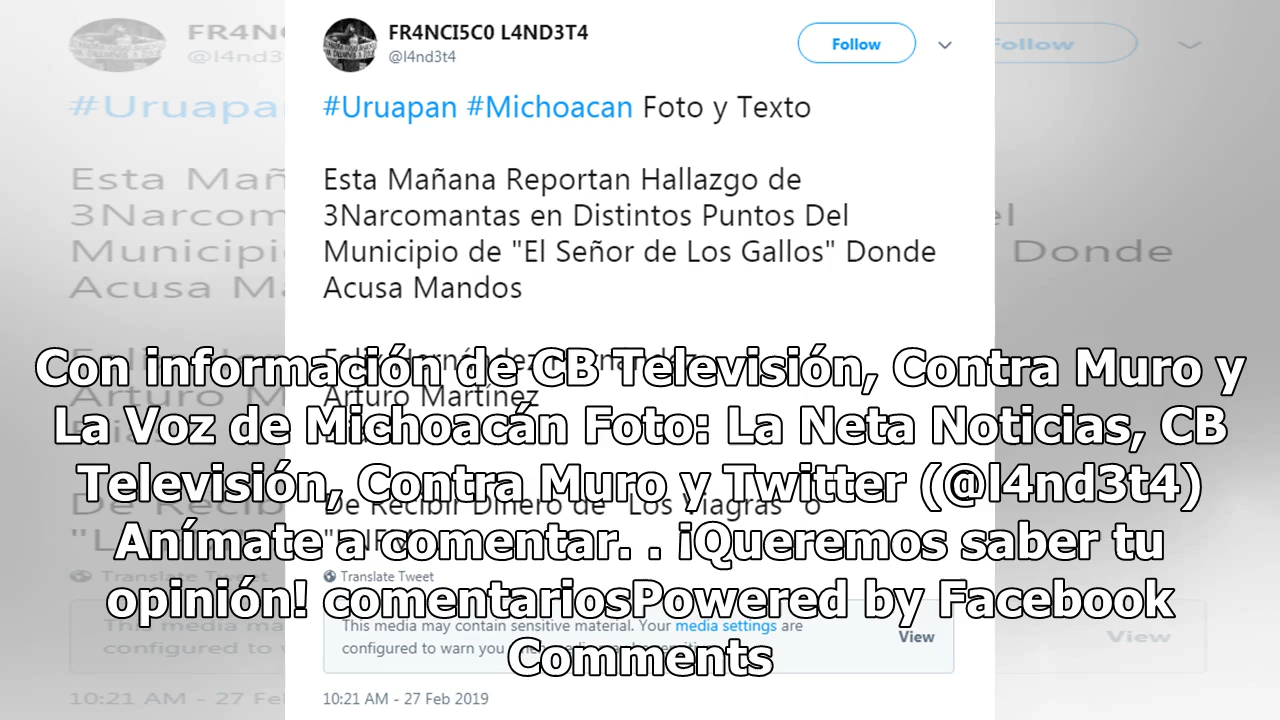 FR4NCI5C0 L4ND3T4
@l4nd3t4
Follow
#Uruapan #Michoacan Foto y Texto
Esta Mañana Reportan Hallazgo de
3Narcomantas en Distintos Puntos Del
Municipio de "El Señor de Los Gallos" Donde
Acusa Mandos
Arturo Martínez
De Recibir Dinero de "Los Viagras" o
Con información de CB Televisión, Contra Muro y
La Voz de Michoacán Foto: La Neta Noticias, CB
Televisión, Contra Muro y Twitter (@l4nd3t4)
Anímate a comentar. . ¡Queremos saber tu
opinión! comentariosPowered by Facebook
Comments
Translate Tweet
This media may contain sensitive material. Your media settings are
configured to warn you
View
10:21 AM - 27 Feb 2019